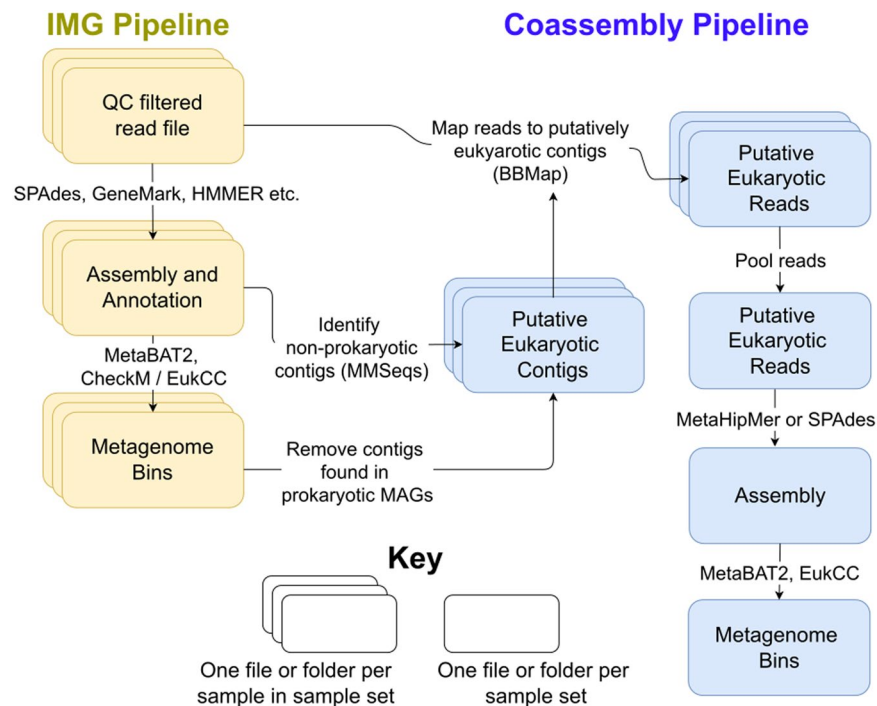 IMG Pipeline
Coassembly Pipeline
QC filtered
read file
SPAdes, GeneMark, HMMER etc.
Assembly and
Annotation
MetaBAT2,
CheckM / EukCC
Metagenome
Bins
Identify
non-prokaryotic
contigs (MMSeqs)
Remove contigs
found in
prokaryotic MAGs
Map reads to putatively
eukyarotic contigs
(BBMap)
Putative
Eukaryotic
Contigs
Putative
Eukaryotic
Reads
Pool reads
Putative
Eukaryotic
Reads
MetaHipMer or SPAdes
Assembly
MetaBAT2, EukCC
Metagenome
Bins
Key
One file or folder per
sample in sample set
One file or folder per
sample set